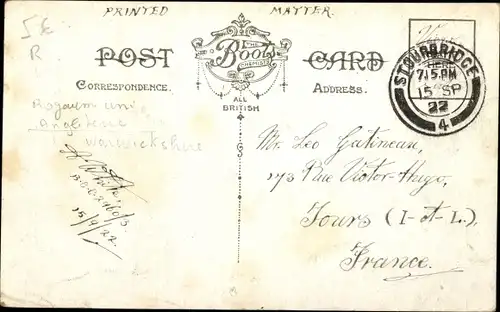 PRINTED MATTER.
5€
R
POST CARD
THE
Boots
CHEMISTS
CORRESPONDENCE.
ADDRESS.
ALL
BRITISH
STOURBRIDGE
7.15 PM
15 SP
22
4
Royaume uni
Angleterre
Warwickshire
15/9/22
Mr. Leo Gatineau,
173 Rue Victor-Hugo,
Tours (I-et-L.),
France.